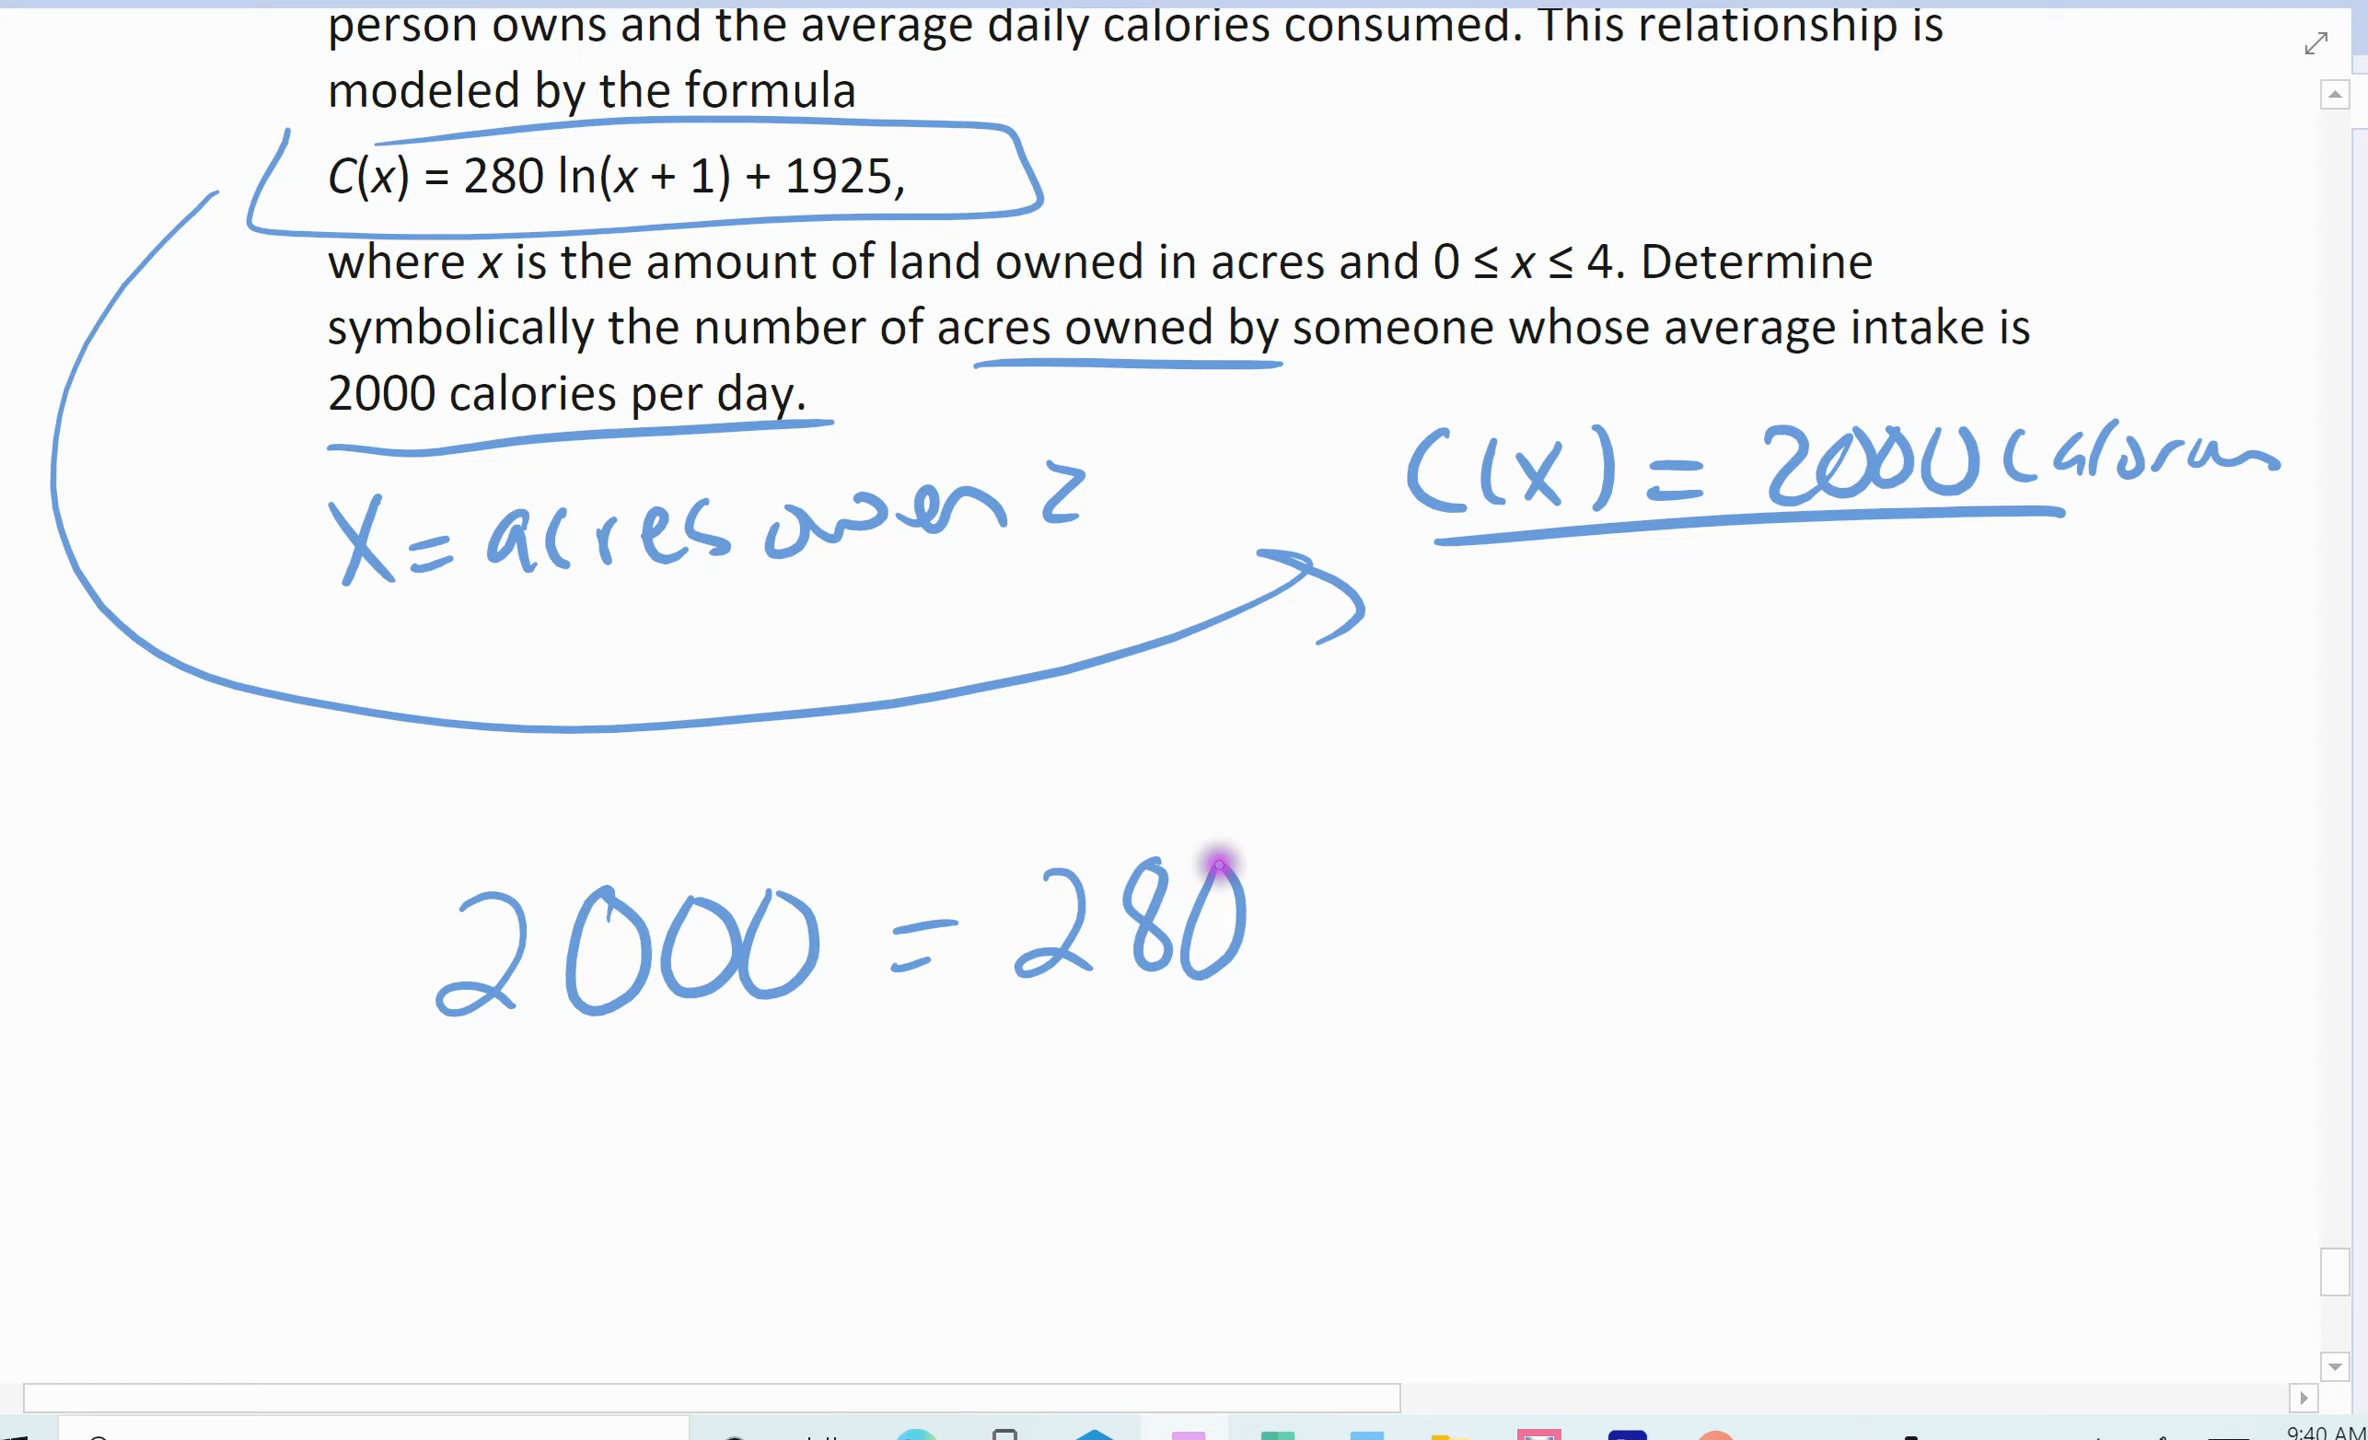 person owns and the average daily calories consumed. This relationship is
modeled by the formula
C(x) = 280 ln(x + 1) + 1925,
where x is the amount of land owned in acres and 0 ≤ x ≤ 4. Determine
symbolically the number of acres owned by someone whose average intake is
2000 calories per day.
C(x) = 2000
X = acres
2000 = 280
9:40 AM